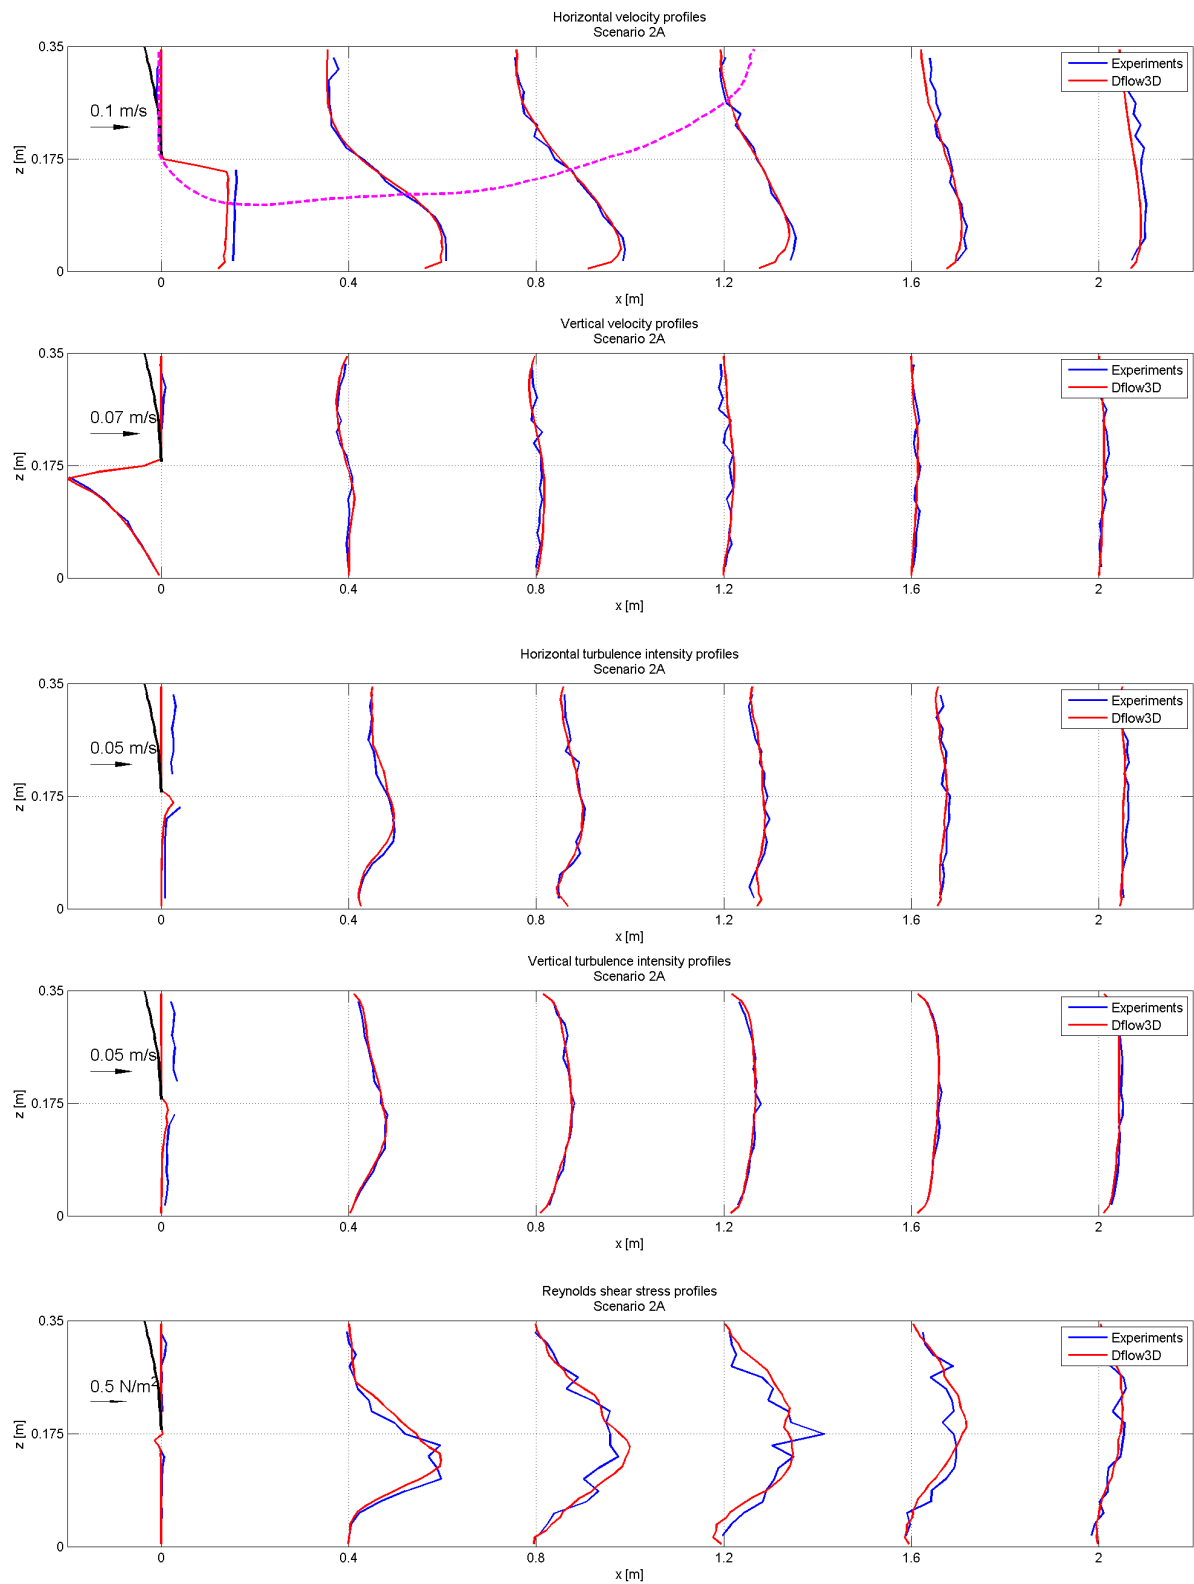 Horizontal velocity profiles
Scenario 2A
0.35
0.175
0
z [m]
0.1 m/s
Experiments
Dflow3D
0 0.4 0.8 1.2 1.6 2
x [m]
Vertical velocity profiles
Scenario 2A
0.35
0.175
0
z [m]
0.07 m/s
Experiments
Dflow3D
0 0.4 0.8 1.2 1.6 2
x [m]
Horizontal turbulence intensity profiles
Scenario 2A
0.35
0.175
0
z [m]
0.05 m/s
Experiments
Dflow3D
0 0.4 0.8 1.2 1.6 2
x [m]
Vertical turbulence intensity profiles
Scenario 2A
0.35
0.175
0
z [m]
0.05 m/s
Experiments
Dflow3D
0 0.4 0.8 1.2 1.6 2
x [m]
Reynolds shear stress profiles
Scenario 2A
0.35
0.175
0
z [m]
0.5 N/m²
Experiments
Dflow3D
0 0.4 0.8 1.2 1.6 2
x [m]